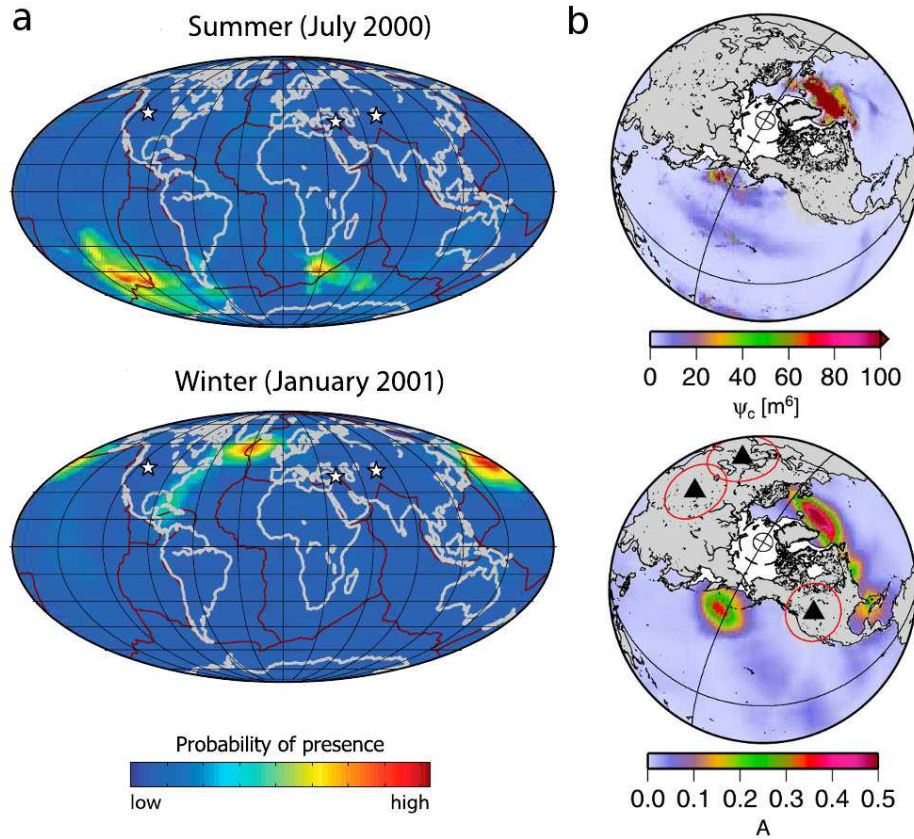 a
Summer (July 2000)
Winter (January 2001)
Probability of presence
low high
b
0 20 40 60 80 100
ψc [m⁶]
0.0 0.1 0.2 0.3 0.4 0.5
A